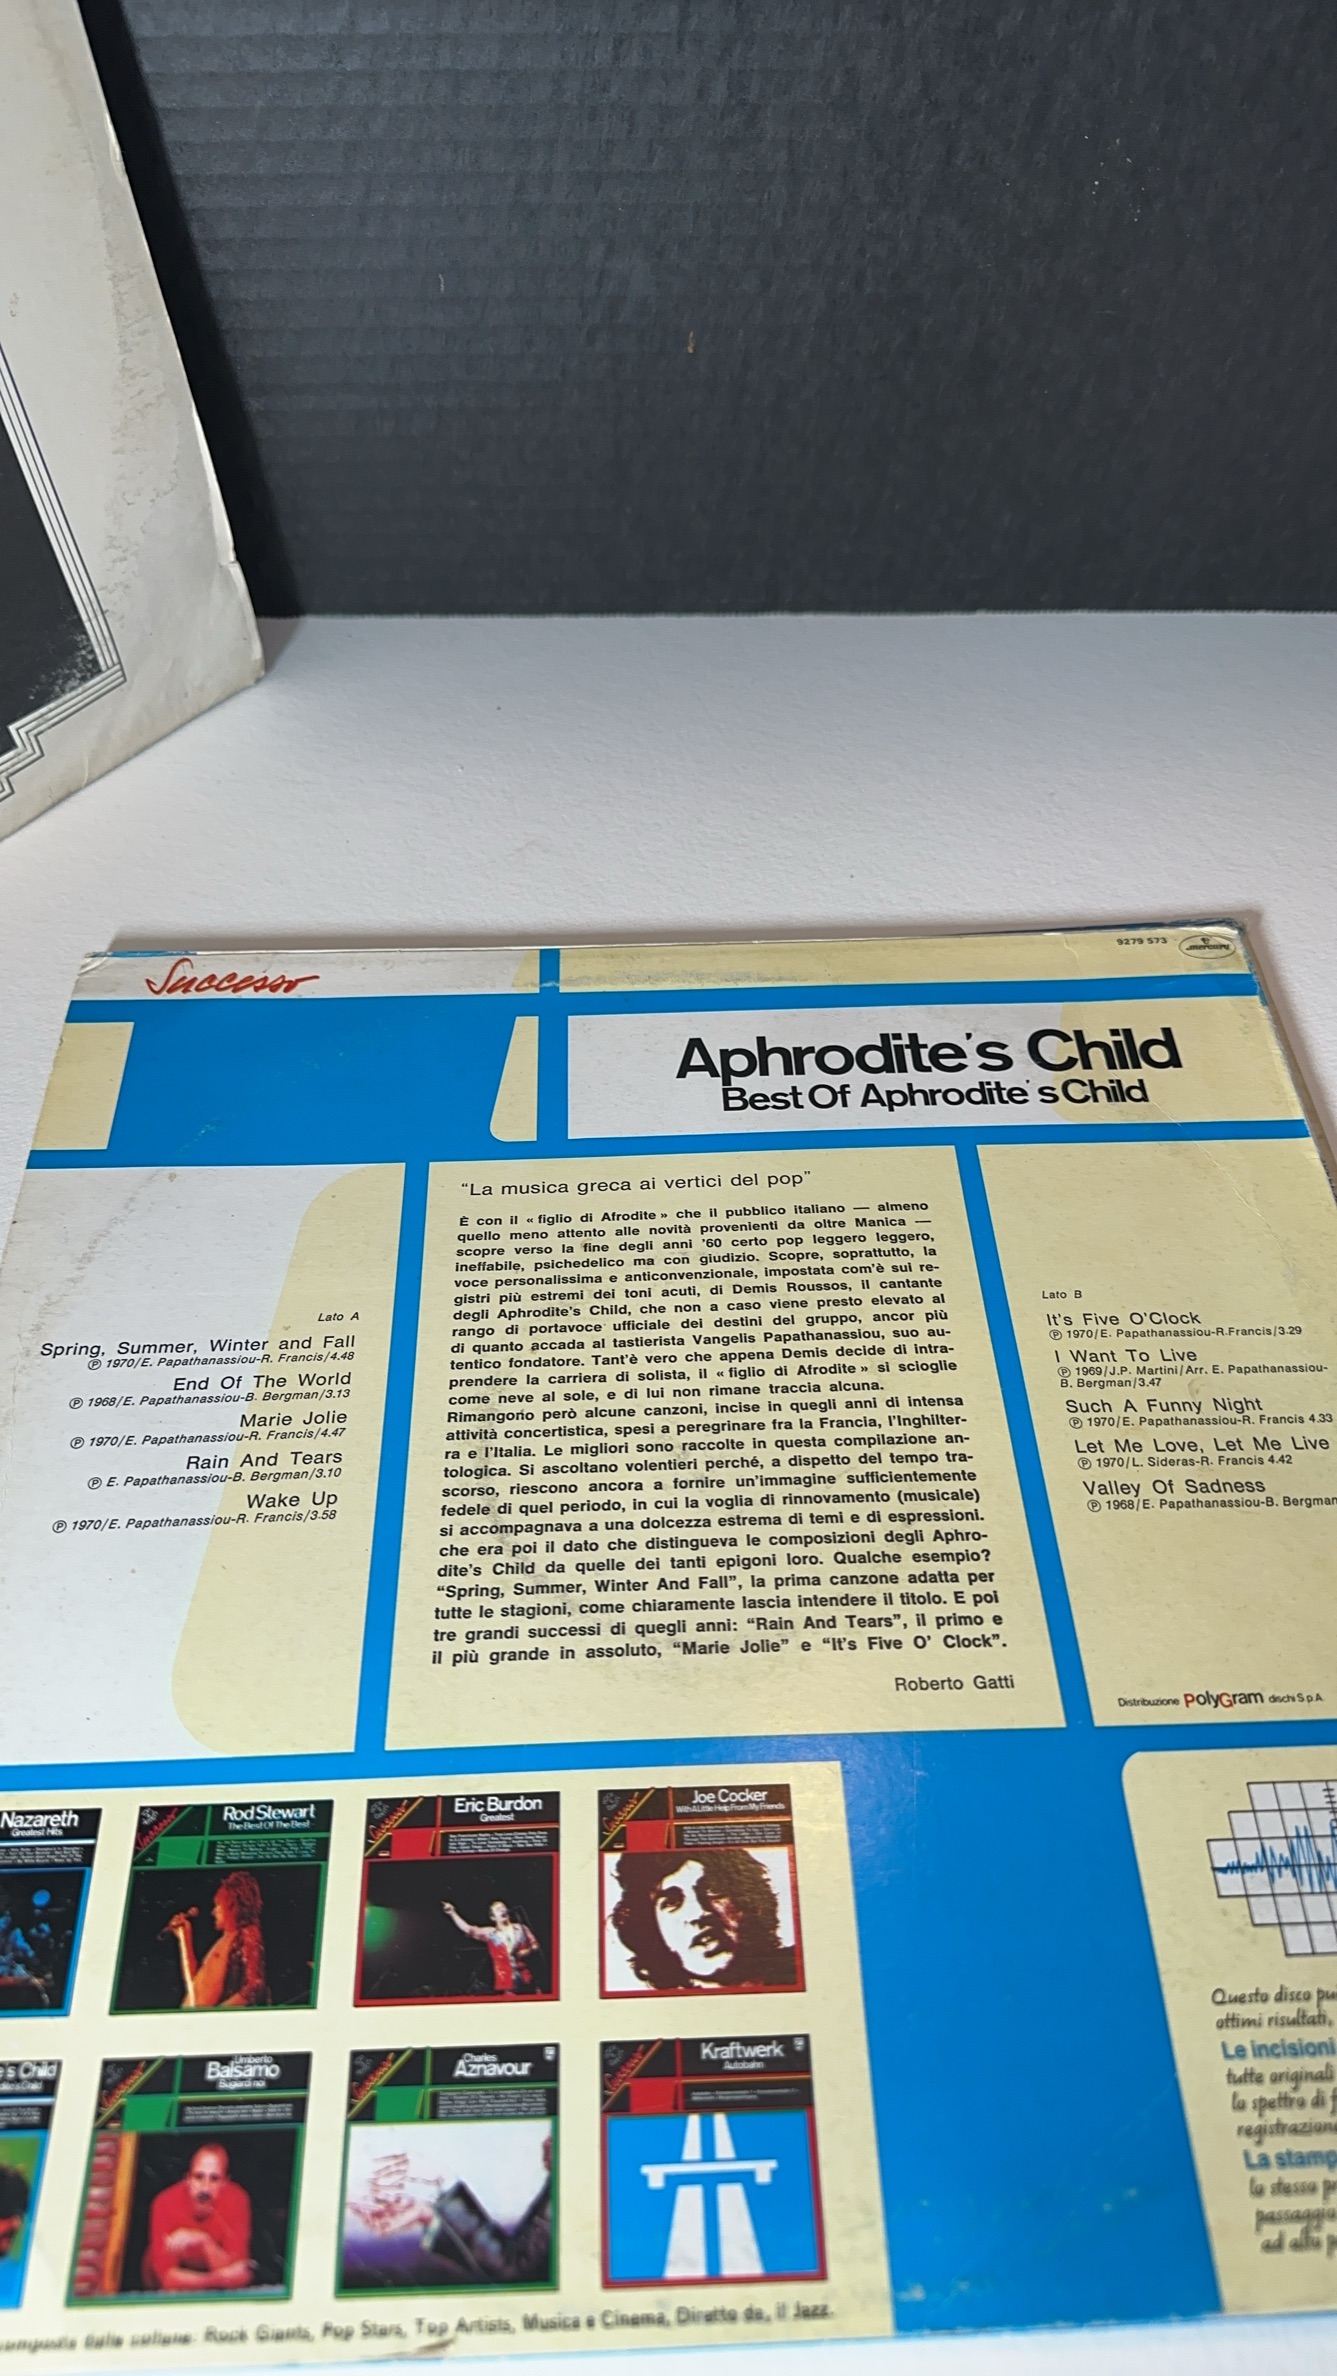 Successo
9279 573
mercury
Aphrodite's Child
Best Of Aphrodite's Child
Lato A
Spring, Summer, Winter and Fall
℗ 1970/E. Papathanassiou-R. Francis/4.48
End Of The World
℗ 1968/E. Papathanassiou-B. Bergman/3.13
Marie Jolie
℗ 1970/E. Papathanassiou-R. Francis/4.47
Rain And Tears
℗ E. Papathanassiou-B. Bergman/3.10
Wake Up
℗ 1970/E. Papathanassiou-R. Francis/3.58
“La musica greca ai vertici del pop”
È con il « figlio di Afrodite » che il pubblico italiano — almeno
quello meno attento alle novità provenienti da oltre Manica —
scopre verso la fine degli anni '60 certo pop leggero leggero,
ineffabile, psichedelico ma con giudizio. Scopre, soprattutto, la
voce personalissima e anticonvenzionale, impostata com'è sui re-
gistri più estremi dei toni acuti, di Demis Roussos, il cantante
degli Aphrodite's Child, che non a caso viene presto elevato al
rango di portavoce ufficiale dei destini del gruppo, ancor più
di quanto accada al tastierista Vangelis Papathanassiou, suo au-
tentico fondatore. Tant'è vero che appena Demis decide di intra-
prendere la carriera di solista, il « figlio di Afrodite » si scioglie
come neve al sole, e di lui non rimane traccia alcuna.
Rimangono però alcune canzoni, incise in quegli anni di intensa
attività concertistica, spesi a peregrinare fra la Francia, l'Inghilter-
ra e l'Italia. Le migliori sono raccolte in questa compilazione an-
tologica. Si ascoltano volentieri perché, a dispetto del tempo tra-
scorso, riescono ancora a fornire un'immagine sufficientemente
fedele di quel periodo, in cui la voglia di rinnovamento (musicale)
si accompagnava a una dolcezza estrema di temi e di espressioni.
che era poi il dato che distingueva le composizioni degli Aphro-
dite's Child da quelle dei tanti epigoni loro. Qualche esempio?
“Spring, Summer, Winter And Fall”, la prima canzone adatta per
tutte le stagioni, come chiaramente lascia intendere il titolo. E poi
tre grandi successi di quegli anni: “Rain And Tears”, il primo e
il più grande in assoluto, “Marie Jolie” e “It's Five O' Clock”.
Roberto Gatti
Lato B
It's Five O'Clock
℗ 1970/E. Papathanassiou-R.Francis/3.29
I Want To Live
℗ 1969/J.P. Martini/Arr. E. Papathanassiou-
B. Bergman/3.47
Such A Funny Night
℗ 1970/E. Papathanassiou-R. Francis 4.33
Let Me Love, Let Me Live
℗ 1970/L. Sideras-R. Francis 4.42
Valley Of Sadness
℗ 1968/E. Papathanassiou-B. Bergman
Distribuzione PolyGram dischi S.p.A.
Nazareth
Greatest Hits
Rod Stewart
The Best Of The Best
Eric Burdon
Greatest
Joe Cocker
With A Little Help From My Friends
's Child
Umberto
Balsamo
Charles
Aznavour
Kraftwerk
Autobahn
Rock Giants, Pop Stars, Top Artists, Musica e Cinema, Diretto da, il Jazz.
Questo disco pu
ottimi risultati,
Le incisioni
tutte originali
lo spettro di
registrazion
La stamp
lo stesso p
passaggio
ad alta p